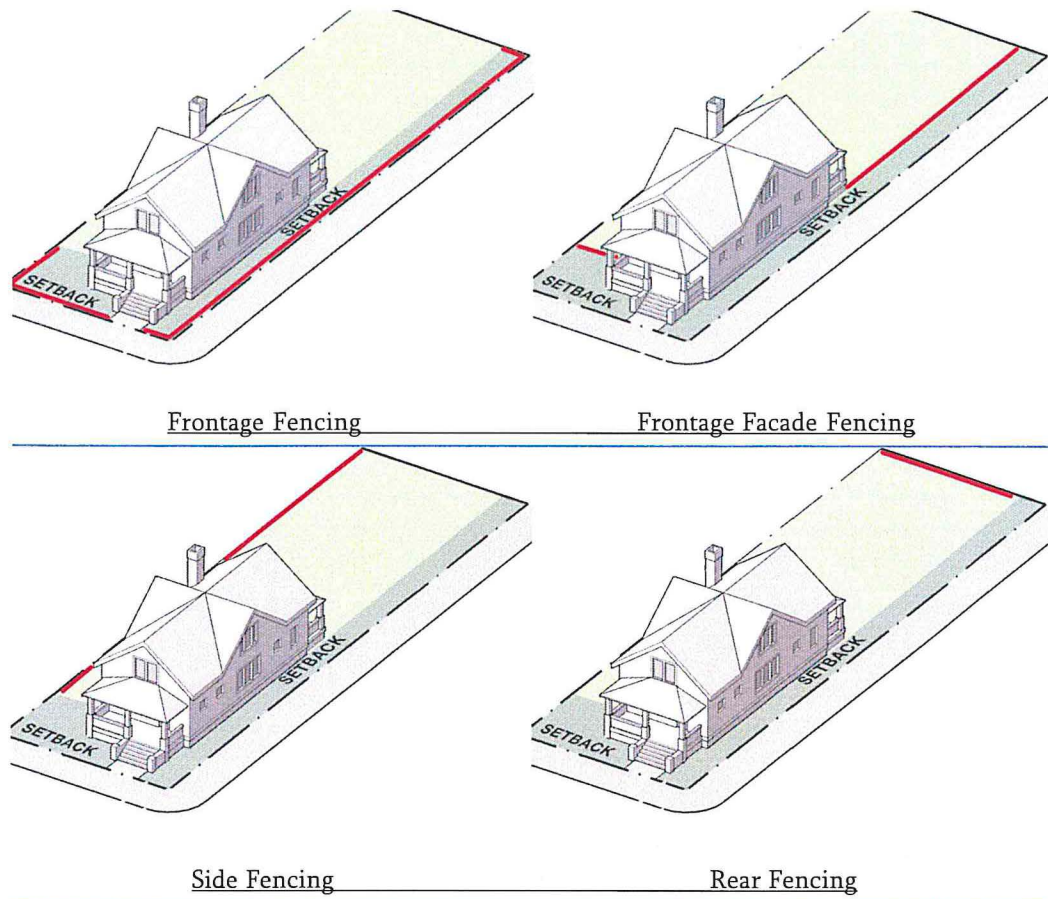 SETBACK
SETBACK
SETBACK
SETBACK
Frontage Fencing
Frontage Facade Fencing
SETBACK
SETBACK
SETBACK
SETBACK
Side Fencing
Rear Fencing